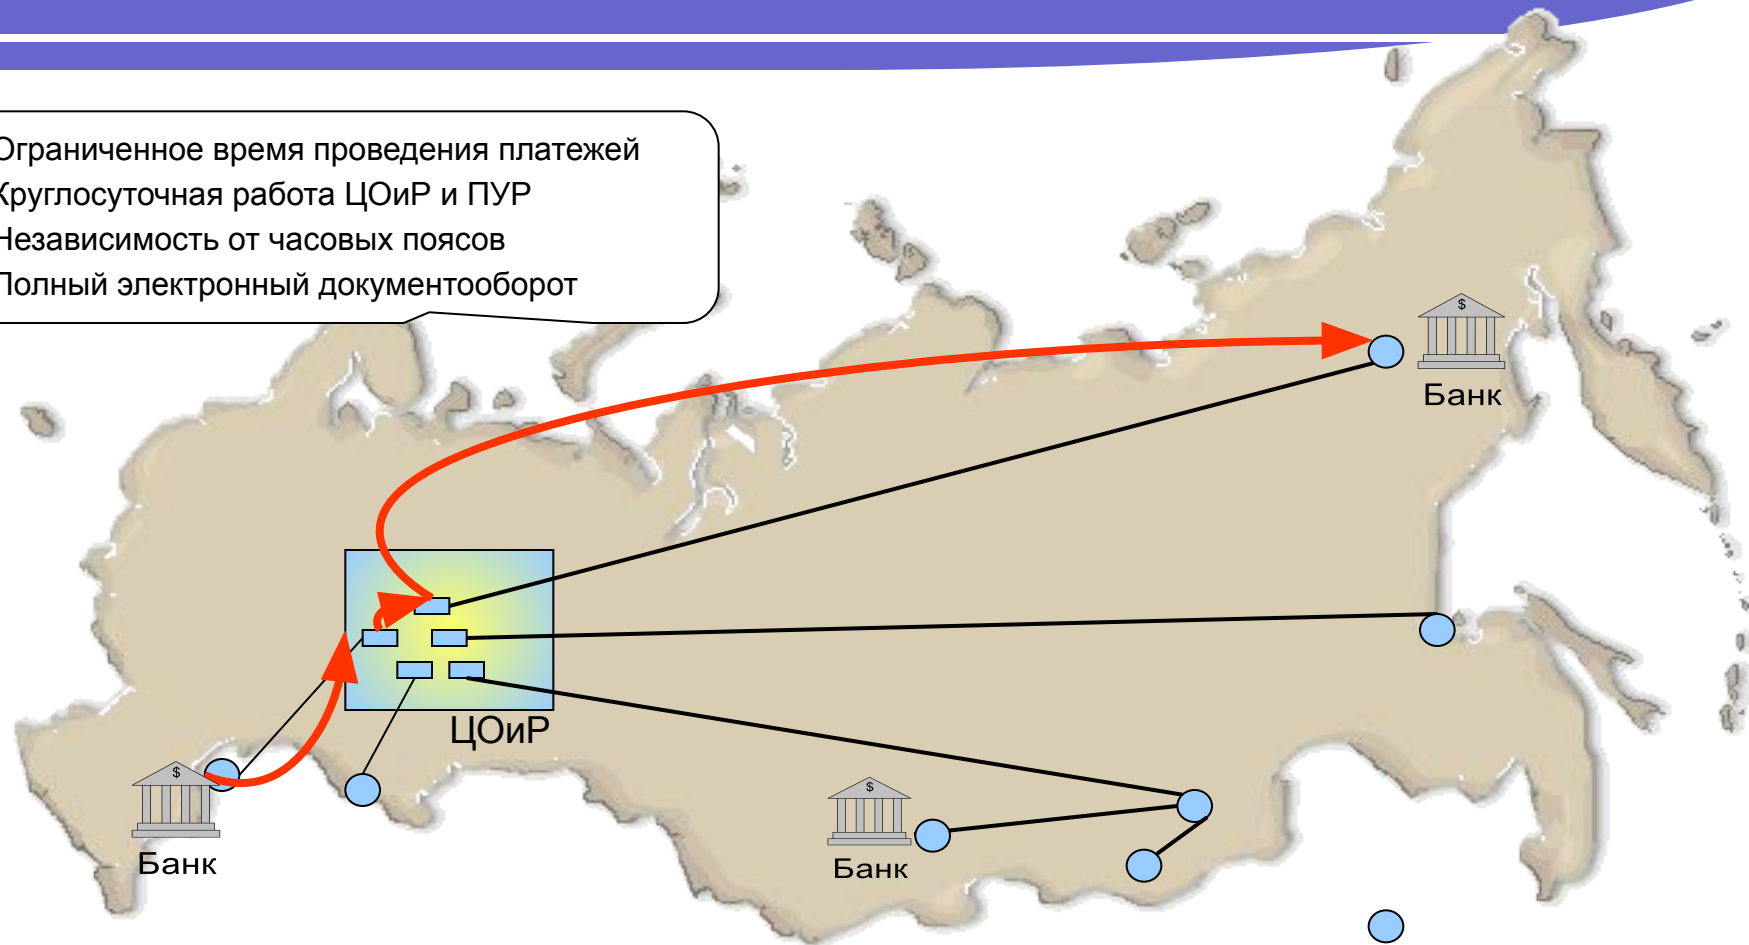 Ограниченное время проведения платежей
Круглосуточная работа ЦОиР и ПУР
Независимость от часовых поясов
Полный электронный документооборот
$
Банк
ЦОиР
$
Банк
$
Банк